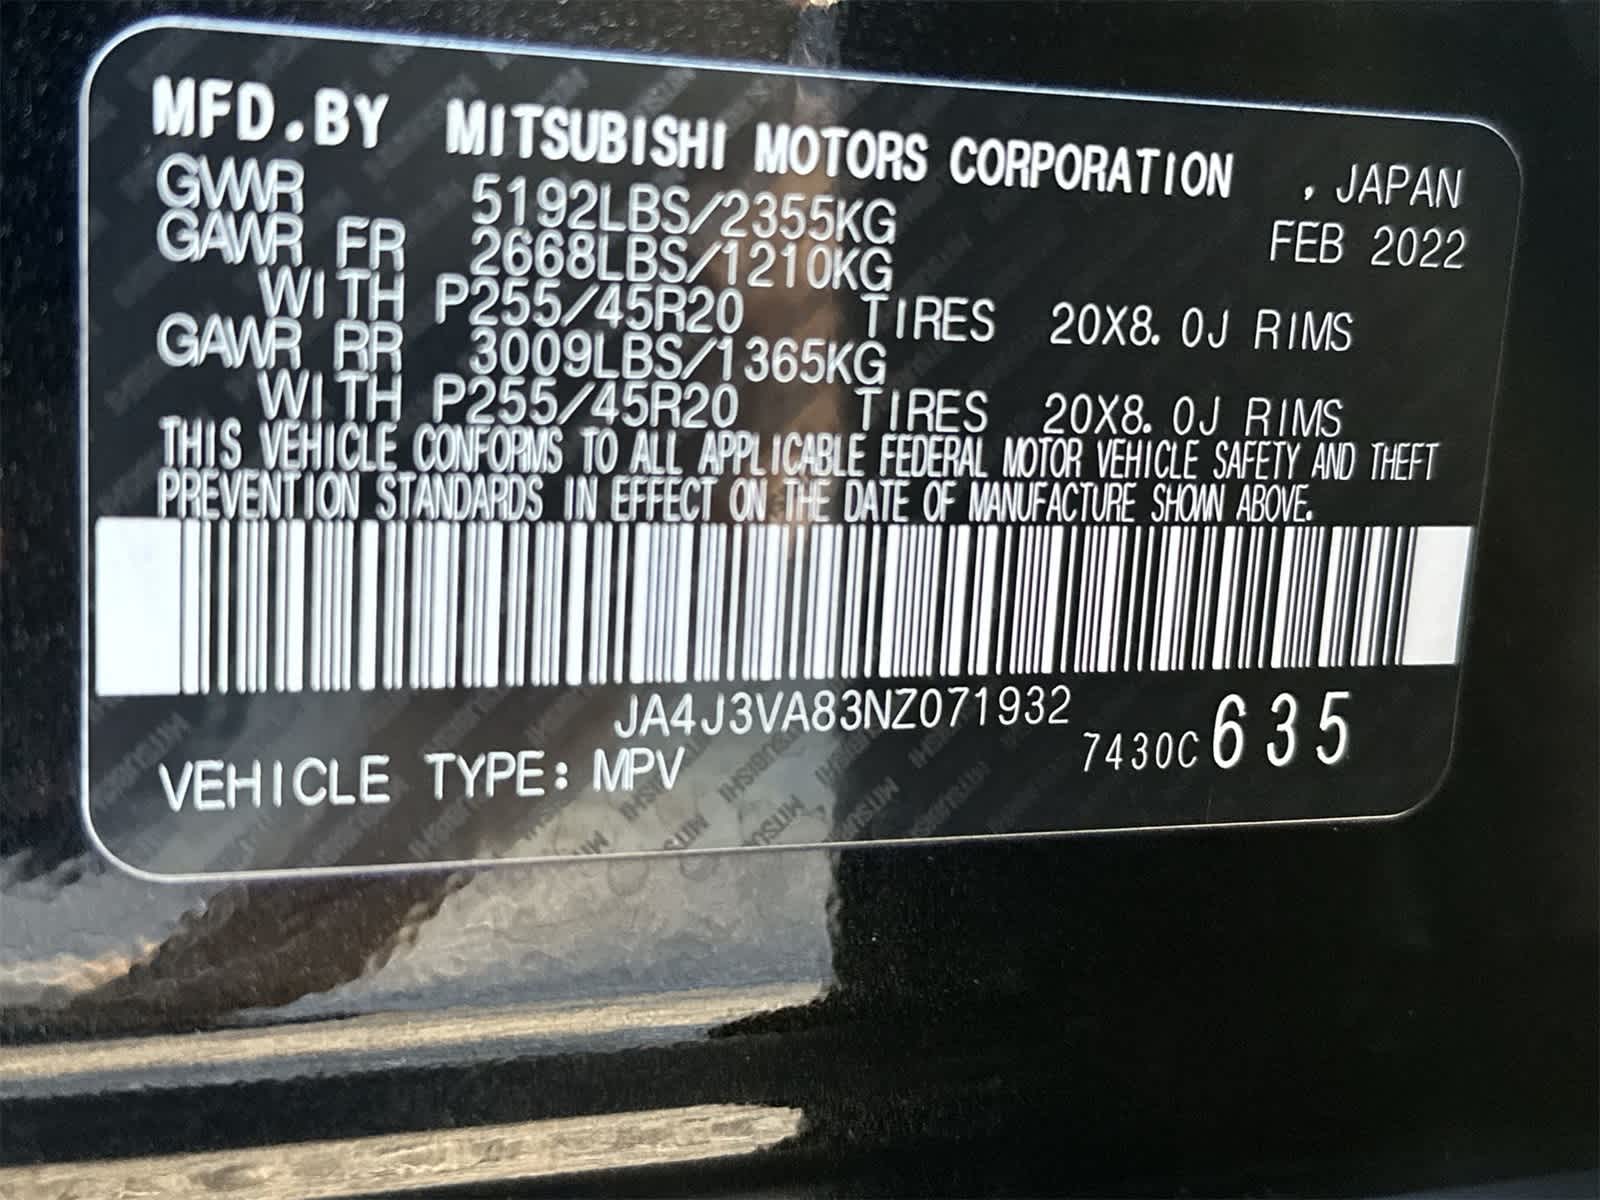 MFD.BY MITSUBISHI MOTORS CORPORATION , JAPAN
GVWR 5192LBS/2355KG FEB 2022
GAWR FR 2668LBS/1210KG
WITH P255/45R20 TIRES 20X8.0J RIMS
GAWR RR 3009LBS/1365KG
WITH P255/45R20 TIRES 20X8.0J RIMS
THIS VEHICLE CONFORMS TO ALL APPLICABLE FEDERAL MOTOR VEHICLE SAFETY AND THEFT
PREVENTION STANDARDS IN EFFECT ON THE DATE OF MANUFACTURE SHOWN ABOVE.
JA4J3VA83NZ071932
7430C 635
VEHICLE TYPE: MPV